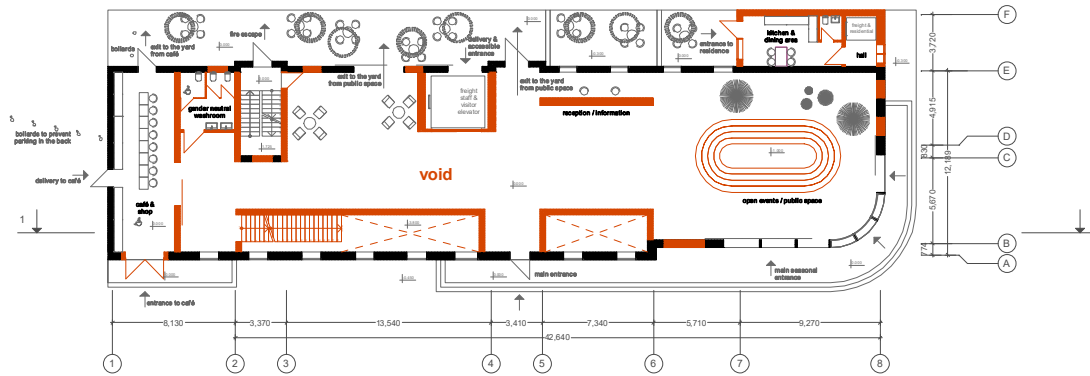 F
fire escape
delivery &
accessible
entrance
kitchen &
dining area
freight &
residential
hall
bollards
exit to the yard
from café
entrance to
residence
3,720
E
exit to the yard
from public space
exit to the yard
from public space
freight
staff &
visitor
elevator
gender neutral
washroom
reception / information
4,915
bollards to prevent
parking in the back
D
830
12,189
C
void
delivery to café
café &
shop
open events / public space
5,670
1
B
774
A
main entrance
main seasonal
entrance
entrance to café
8,130
3,370
13,540
3,410
7,340
5,710
9,270
42,640
1
2
3
4
5
6
7
8